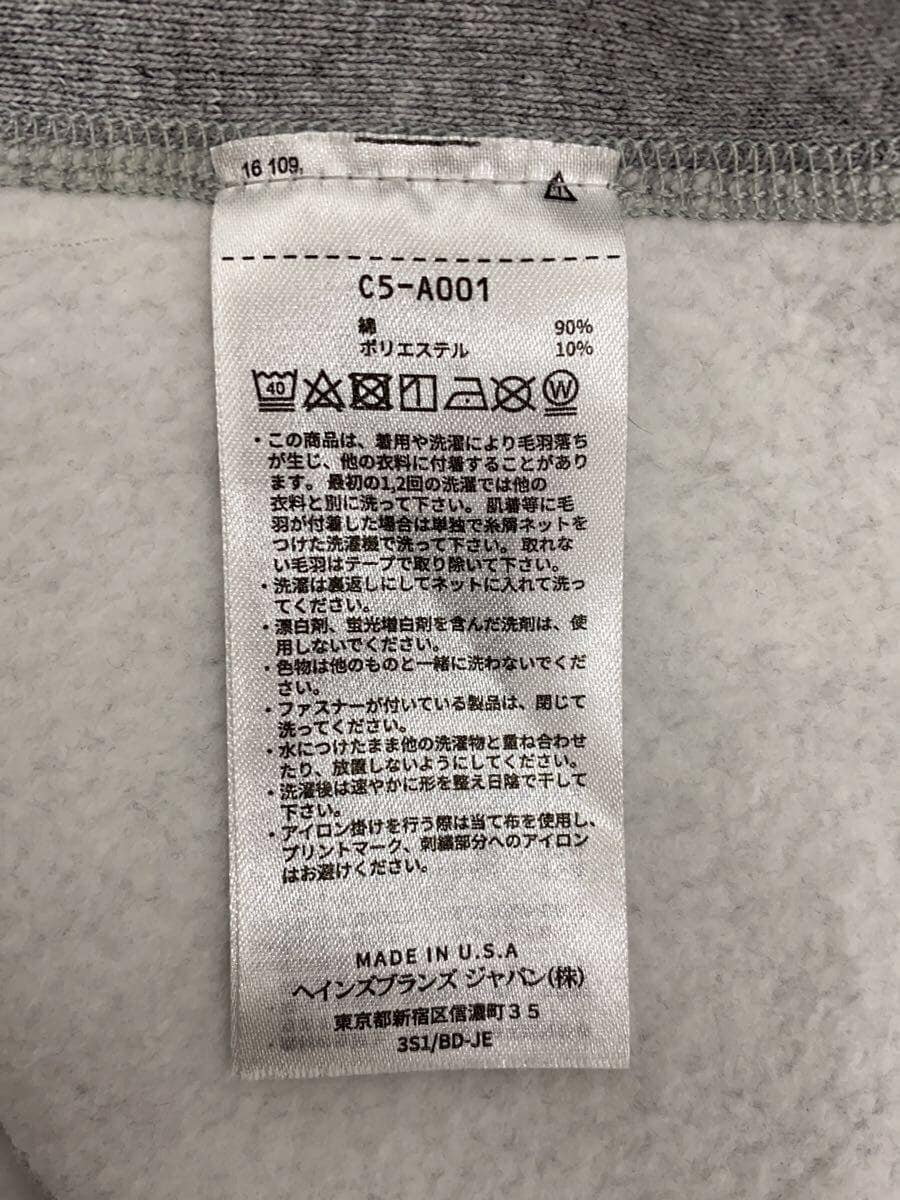 16 109,
C5-A001
綿 90%
ポリエステル 10%
40
W
・この商品は、着用や洗濯により毛羽落ち
が生じ、他の衣料に付着することがあり
ます。最初の1,2回の洗濯では他の
衣料と別に洗って下さい。肌着等に毛
羽が付着した場合は単独で糸屑ネットを
つけた洗濯機で洗って下さい。取れな
い毛羽はテープで取り除いて下さい。
・洗濯は裏返しにしてネットに入れて洗っ
てください。
・漂白剤、蛍光増白剤を含んだ洗剤は、使
用しないでください。
・色物は他のものと一緒に洗わないでくだ
さい。
・ファスナーが付いている製品は、閉じて
洗ってください。
・水につけたまま他の洗濯物と重ね合わせ
たり、放置しないようにしてください。
・洗濯後は速やかに形を整え日陰で干して
下さい。
・アイロン掛けを行う際は当て布を使用し、
プリントマーク、刺繍部分へのアイロン
はお避けください。
MADE IN U.S.A
ヘインズブランズ ジャパン(株)
東京都新宿区信濃町35
3S1/BD-JE